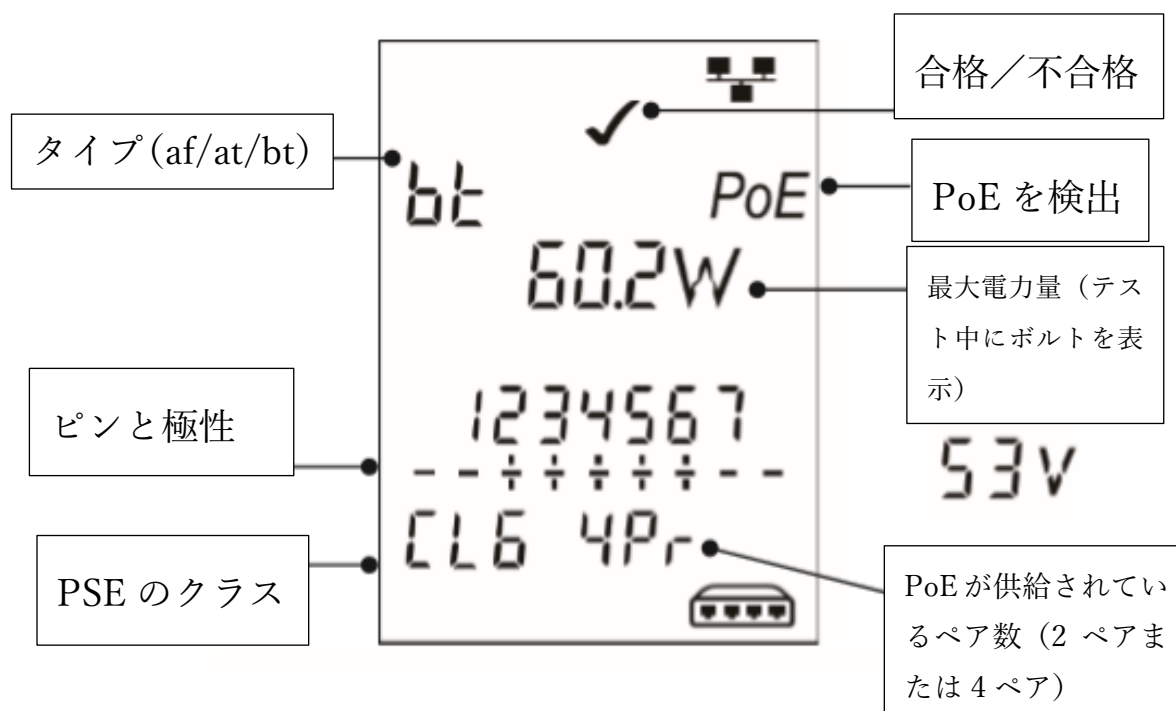 合格／不合格
タイプ(af/at/bt)
bt
PoE
PoE を検出
60.2W
最大電力量（テス
ト中にボルトを表
示）
ピンと極性
1234567
- - ÷ ÷ ÷ ÷ ÷ - -
53V
CL6 4Pr
PSE のクラス
PoE が供給されてい
るペア数（2 ペアま
たは 4 ペア）